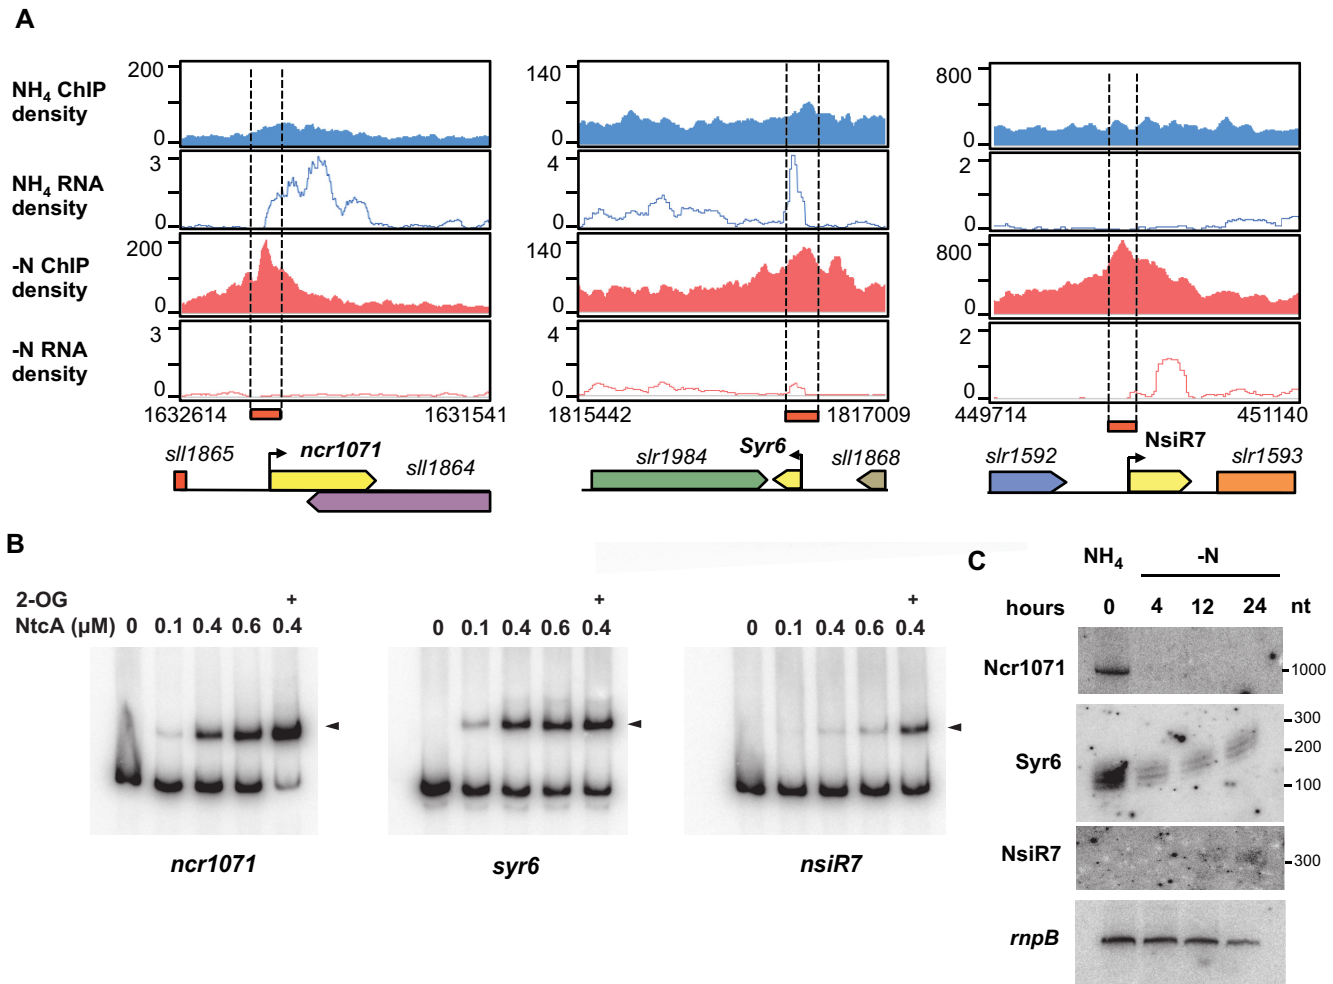 A
NH4 ChIP density
200
0
140
0
800
0
NH4 RNA density
3
0
4
0
2
0
-N ChIP density
200
0
140
0
800
0
-N RNA density
3
0
4
0
2
0
1632614
1631541
1815442
1817009
449714
451140
sll1865
ncr1071
sll1864
slr1984
Syr6
sll1868
slr1592
NsiR7
slr1593
B
2-OG + + +
NtcA (µM) 0 0.1 0.4 0.6 0.4 0 0.1 0.4 0.6 0.4 0 0.1 0.4 0.6 0.4
ncr1071
syr6
nsiR7
C
NH4 -N
hours 0 4 12 24 nt
Ncr1071
1000
Syr6
300
200
100
NsiR7
300
rnpB